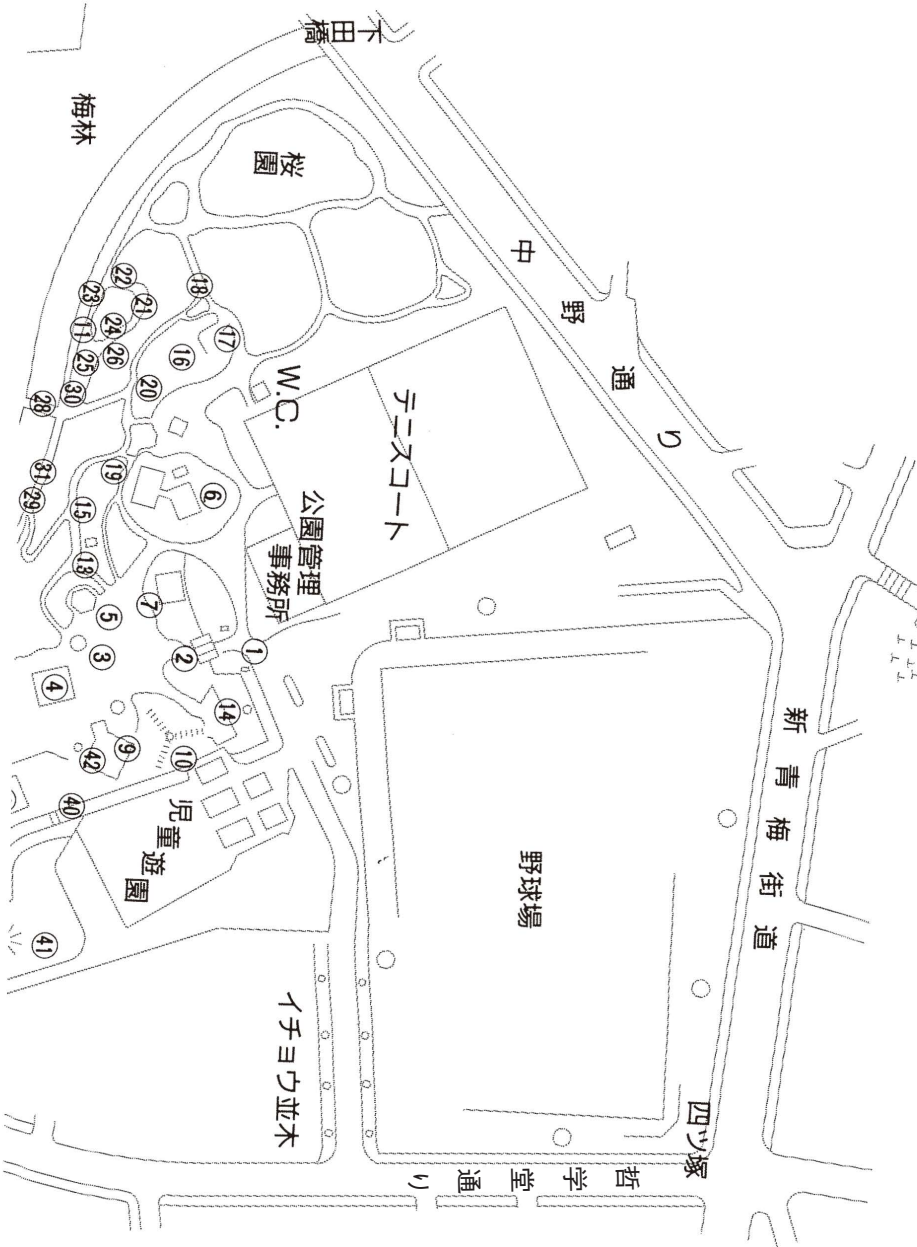 下田橋
梅林
桜園
中野通り
テニスコート
W.C.
公園管理
事務所
新青梅街道
野球場
児童遊園
イチョウ並木
四ツ塚
哲学堂通り
①
②
③
④
⑤
⑥
⑦
⑨
⑩
⑪
⑬
⑭
⑮
⑯
⑰
⑱
⑲
⑳
㉑
㉒
㉓
㉔
㉕
㉖
㉘
㉙
㉚
㉛
㊵
㊶
㊷